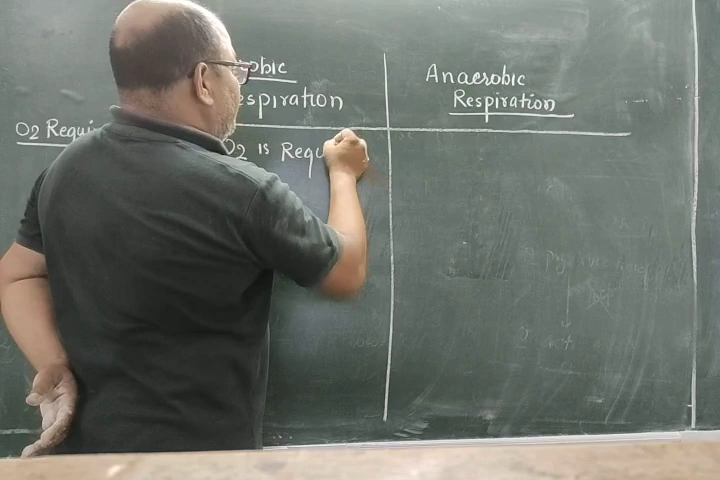 obic
espiration
Anaerobic
Respiration
O2 Requi
O2 is Requ